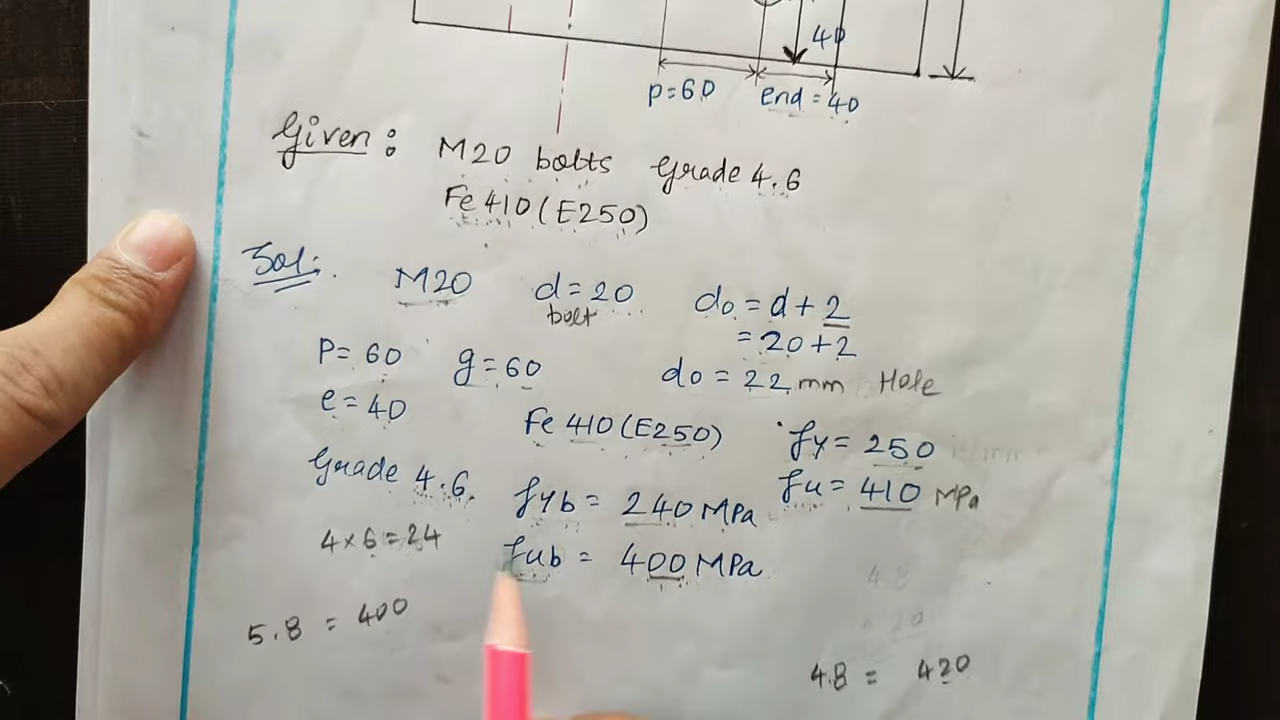 40
p=60 end=40
Given: M20 bolts Grade 4.6
Fe 410 (E250)
Sol:. M20 d=20 do = d+2
bolt = 20+2
P= 60 g=60 do = 22 mm Hole
e = 40 Fe 410 (E250) fy = 250
Grade 4.6 fyb = 240 MPa fu = 410 MPa
4×6=24 fub = 400 MPa
5.8 = 400
4.8 = 420